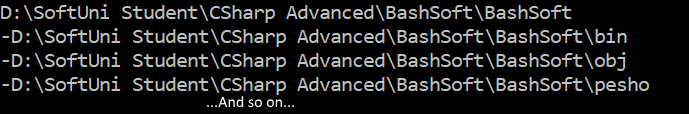 D:\SoftUni Student\CSharp Advanced\BashSoft\BashSoft
-D:\SoftUni Student\CSharp Advanced\BashSoft\BashSoft\bin
-D:\SoftUni Student\CSharp Advanced\BashSoft\BashSoft\obj
-D:\SoftUni Student\CSharp Advanced\BashSoft\BashSoft\pesho
...And so on...